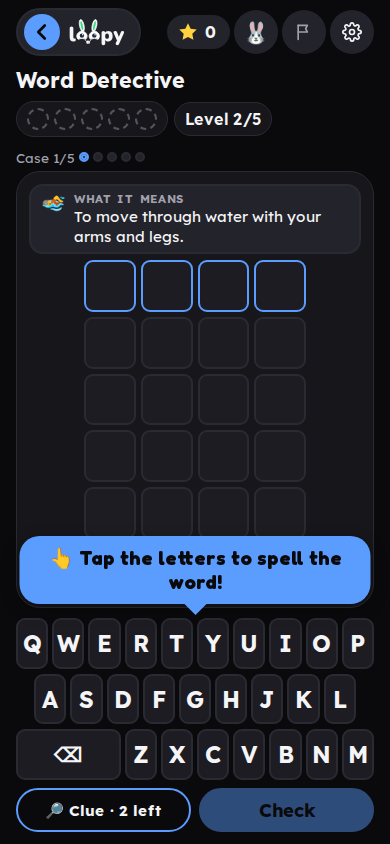 loopy
0
Word Detective
Level 2/5
Case 1/5
WHAT IT MEANS
To move through water with your
arms and legs.
Tap the letters to spell the
word!
Q W E R T Y U I O P
A S D F G H J K L
Z X C V B N M
Clue · 2 left
Check